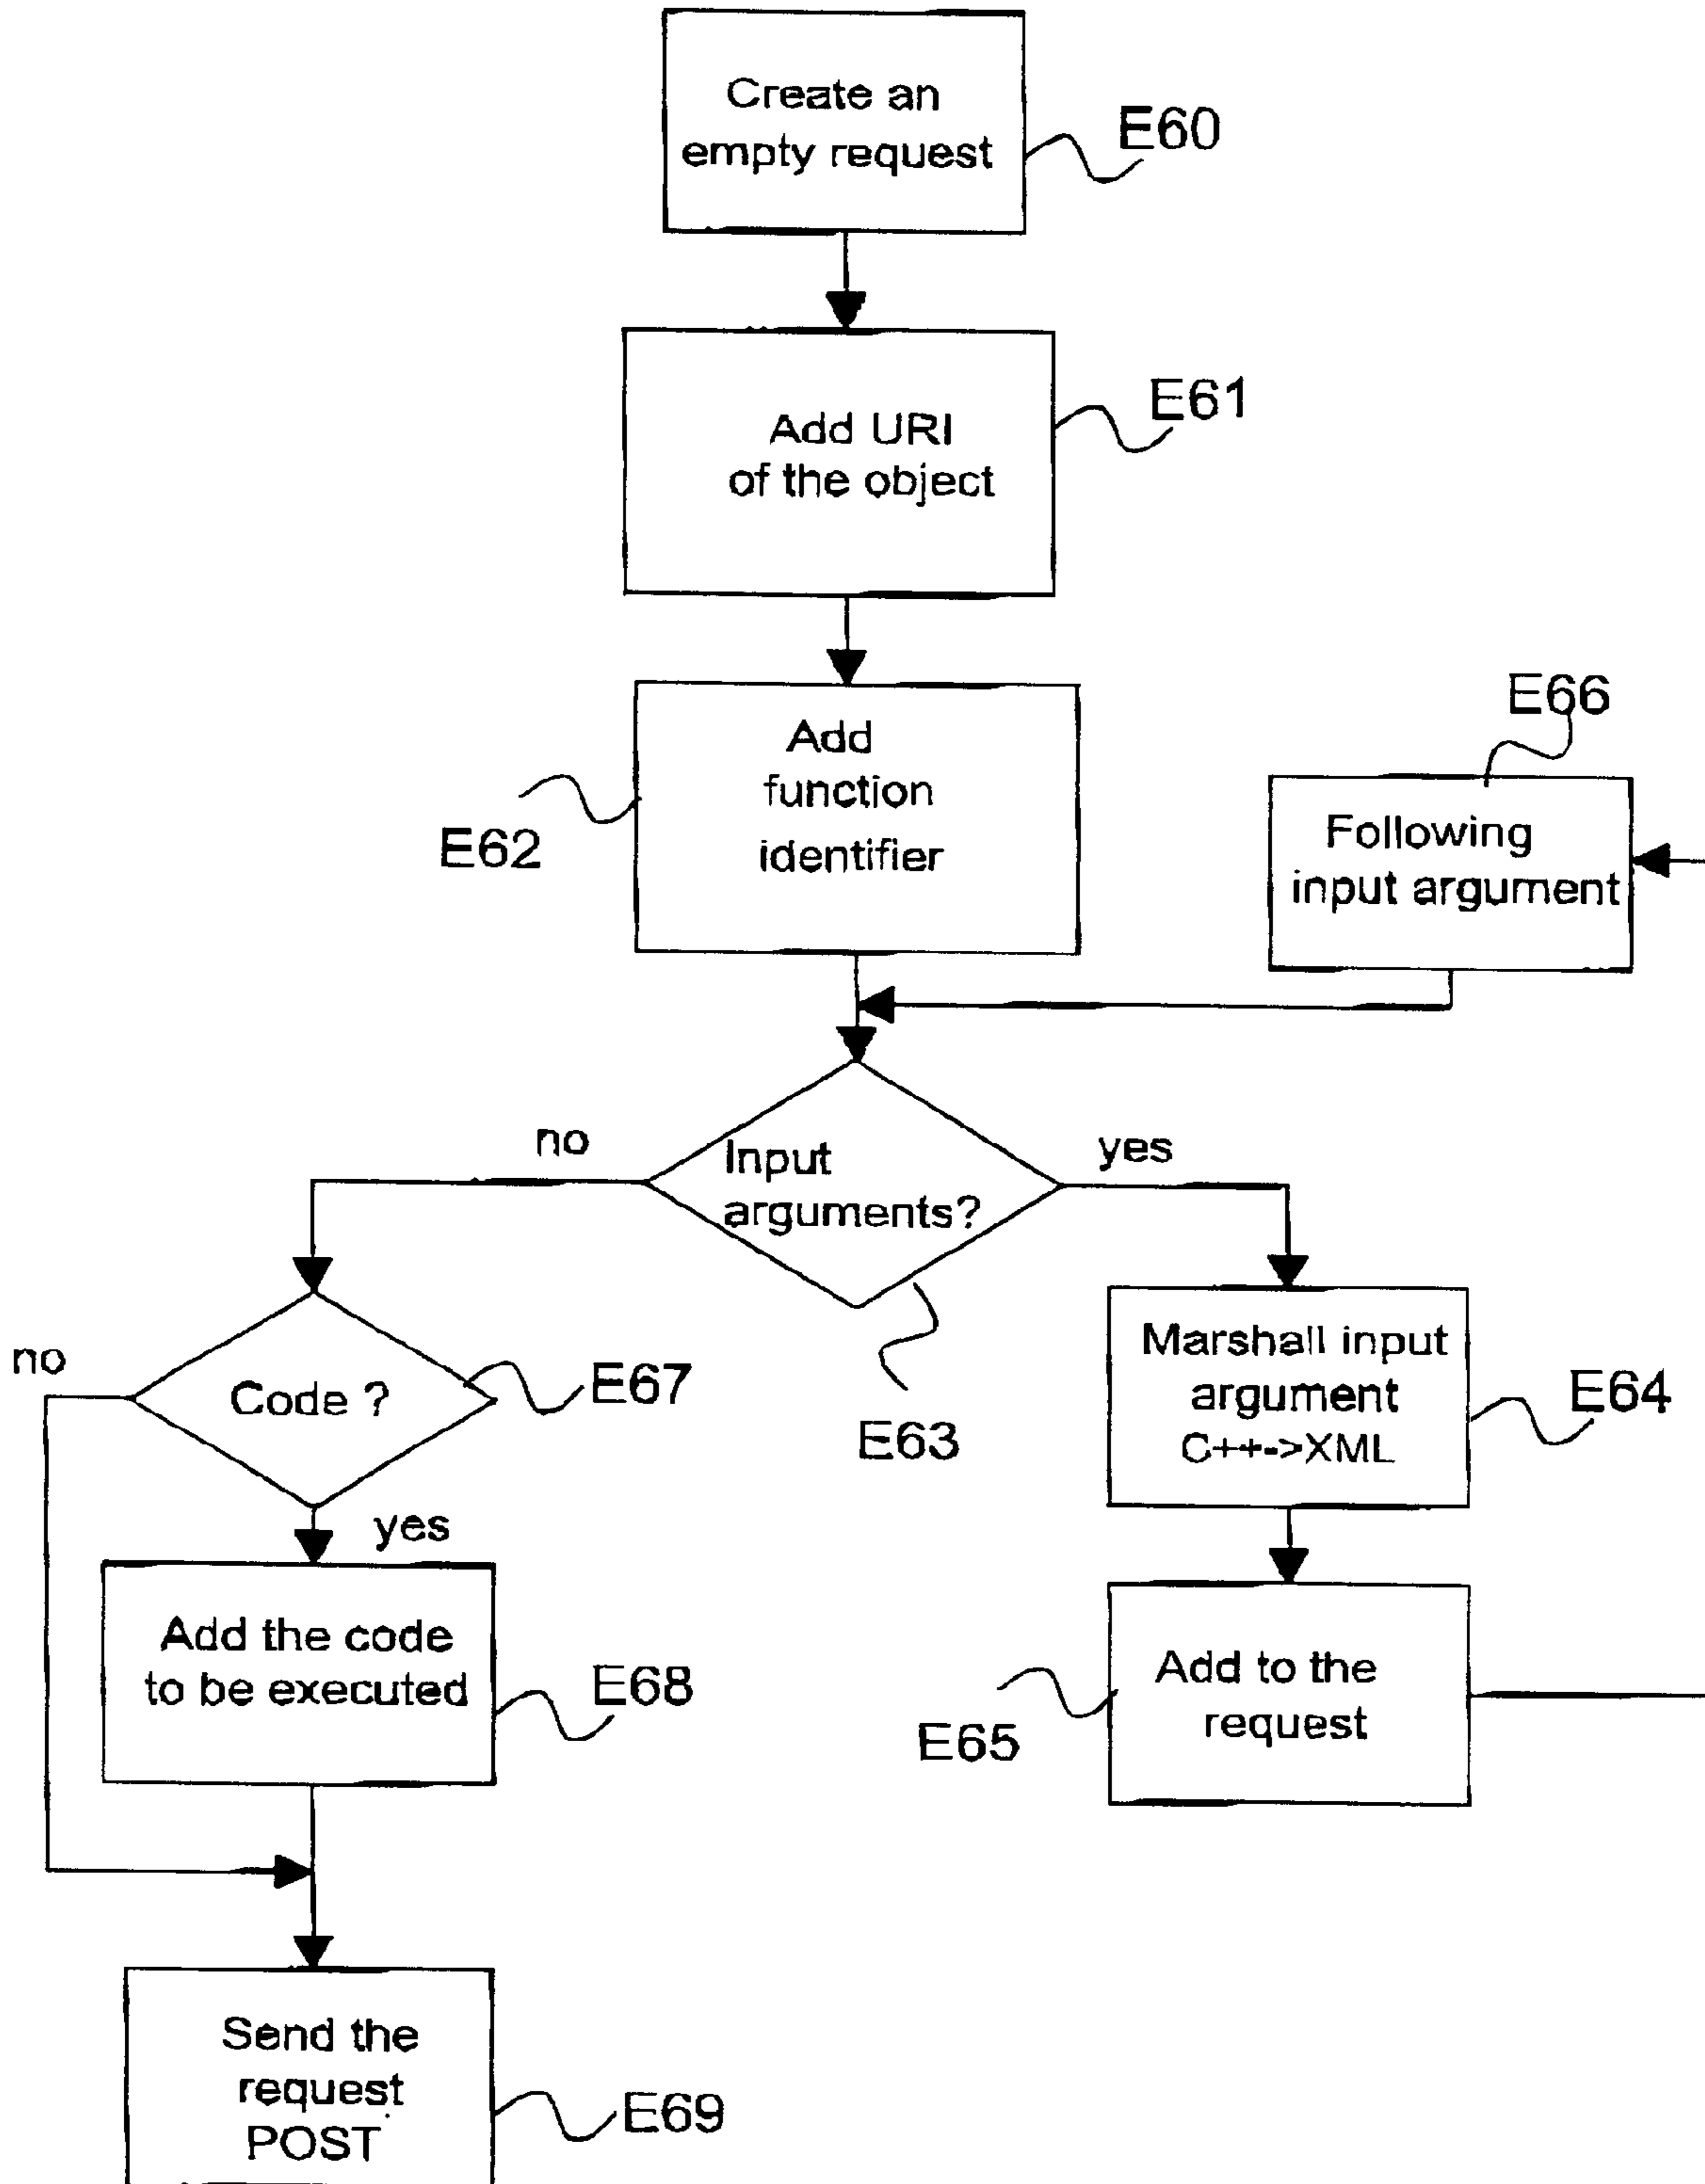 Create an
empty request
E60
Add URI
of the object
E61
Add
function
identifier
E62
E66
Following
input argument
no
Input
arguments?
yes
E63
no
Code ?
E67
yes
Marshall input
argument
C++->XML
E64
Add the code
to be executed
E68
Add to the
request
E65
Send the
request
POST
E69